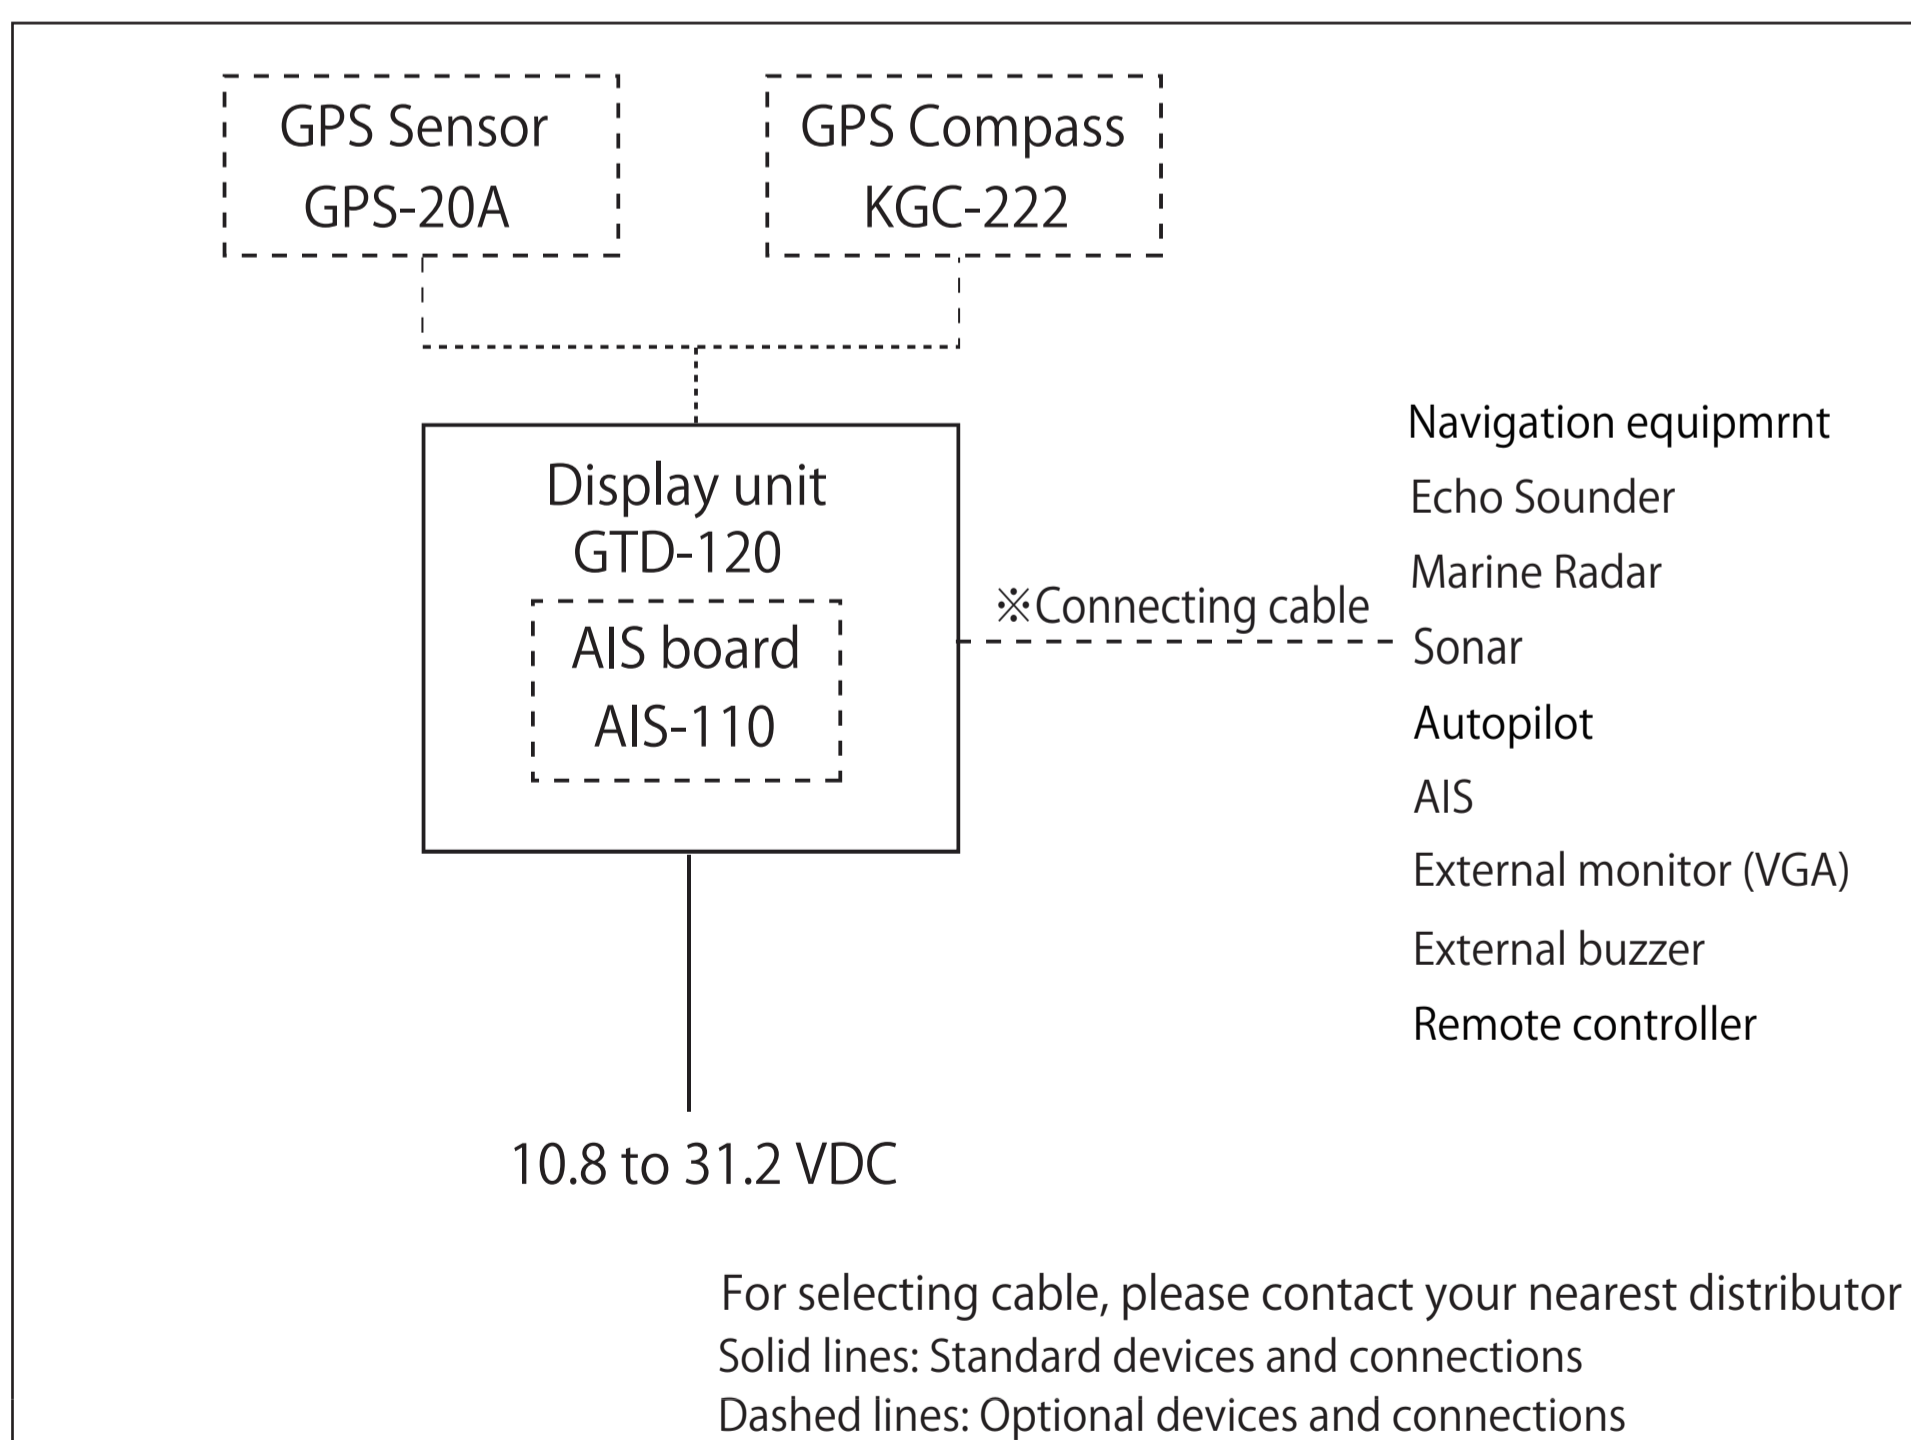 GPS Sensor
GPS-20A
GPS Compass
KGC-222
Display unit
GTD-120
AIS board
AIS-110
※Connecting cable
Navigation equipmrnt
Echo Sounder
Marine Radar
Sonar
Autopilot
AIS
External monitor (VGA)
External buzzer
Remote controller
10.8 to 31.2 VDC
For selecting cable, please contact your nearest distributor
Solid lines: Standard devices and connections
Dashed lines: Optional devices and connections